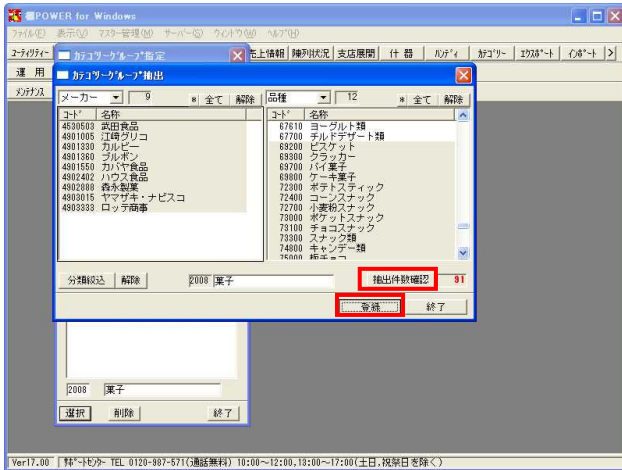 棚POWER for Windows
ファイル(F) 表示(V) マスター管理(M) サーバー(S) ウィンドウ(W) ヘルプ(H)
ユーティリティー 売上情報 陳列状況 支店展開 什 器 ハンディ カテゴリー エクスポート インポート
運 用
メンテナンス
カテゴリーグループ指定
カテゴリーグループ抽出
メーカー 9 * 全て 解除 品種 12 * 全て 解除
コード 名称 コード 名称
4530503 武田食品
4901005 江崎グリコ
4901330 カルビー
4901360 ブルボン
4901550 カバヤ食品
4902402 ハウス食品
4902888 森永製菓
4903015 ヤマザキ・ナビスコ
4903333 ロッテ商事
67610 ヨーグルト類
67700 チルドデザート類
69200 ビスケット
69300 クラッカー
69700 パイ菓子
69800 ケーキ菓子
72300 ポテトスティック
72400 コーンスナック
72700 小麦粉スナック
73000 ポケットスナック
73100 チョコスナック
73300 スナック類
74800 キャンデー類
75000 板チョコ
分類絞込 解除 2008 菓子 抽出件数確認 91
登録 終了
2008 菓子
選択 削除 終了
Ver17.00 サポートセンター TEL 0120-987-571(通話無料) 10:00～12:00,13:00～17:00(土日,祝祭日を除く)